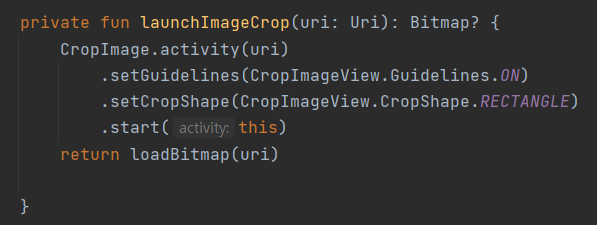 private fun launchImageCrop(uri: Uri): Bitmap? {
CropImage.activity(uri)
.setGuidelines(CropImageView.Guidelines.ON)
.setCropShape(CropImageView.CropShape.RECTANGLE)
.start( activity: this)
return loadBitmap(uri)
}